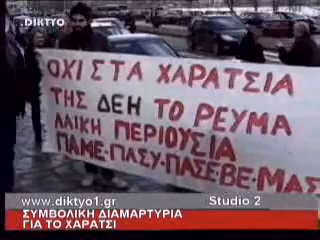 ΔΙΚΤΥΟ
ΟΧΙ ΣΤΑ ΧΑΡΑΤΣΙΑ
ΤΗΣ ΔΕΗ ΤΟ ΡΕΥΜΑ
ΛΑΙΚΗ ΠΕΡΙΟΥΣΙΑ
ΠΑΜΕ-ΠΑΣΥ-ΠΑΣΕΒΕ-ΜΑΣ
www.diktyo1.gr
Studio 2
ΣΥΜΒΟΛΙΚΗ ΔΙΑΜΑΡΤΥΡΙΑ
ΓΙΑ ΤΟ ΧΑΡΑΤΣΙ